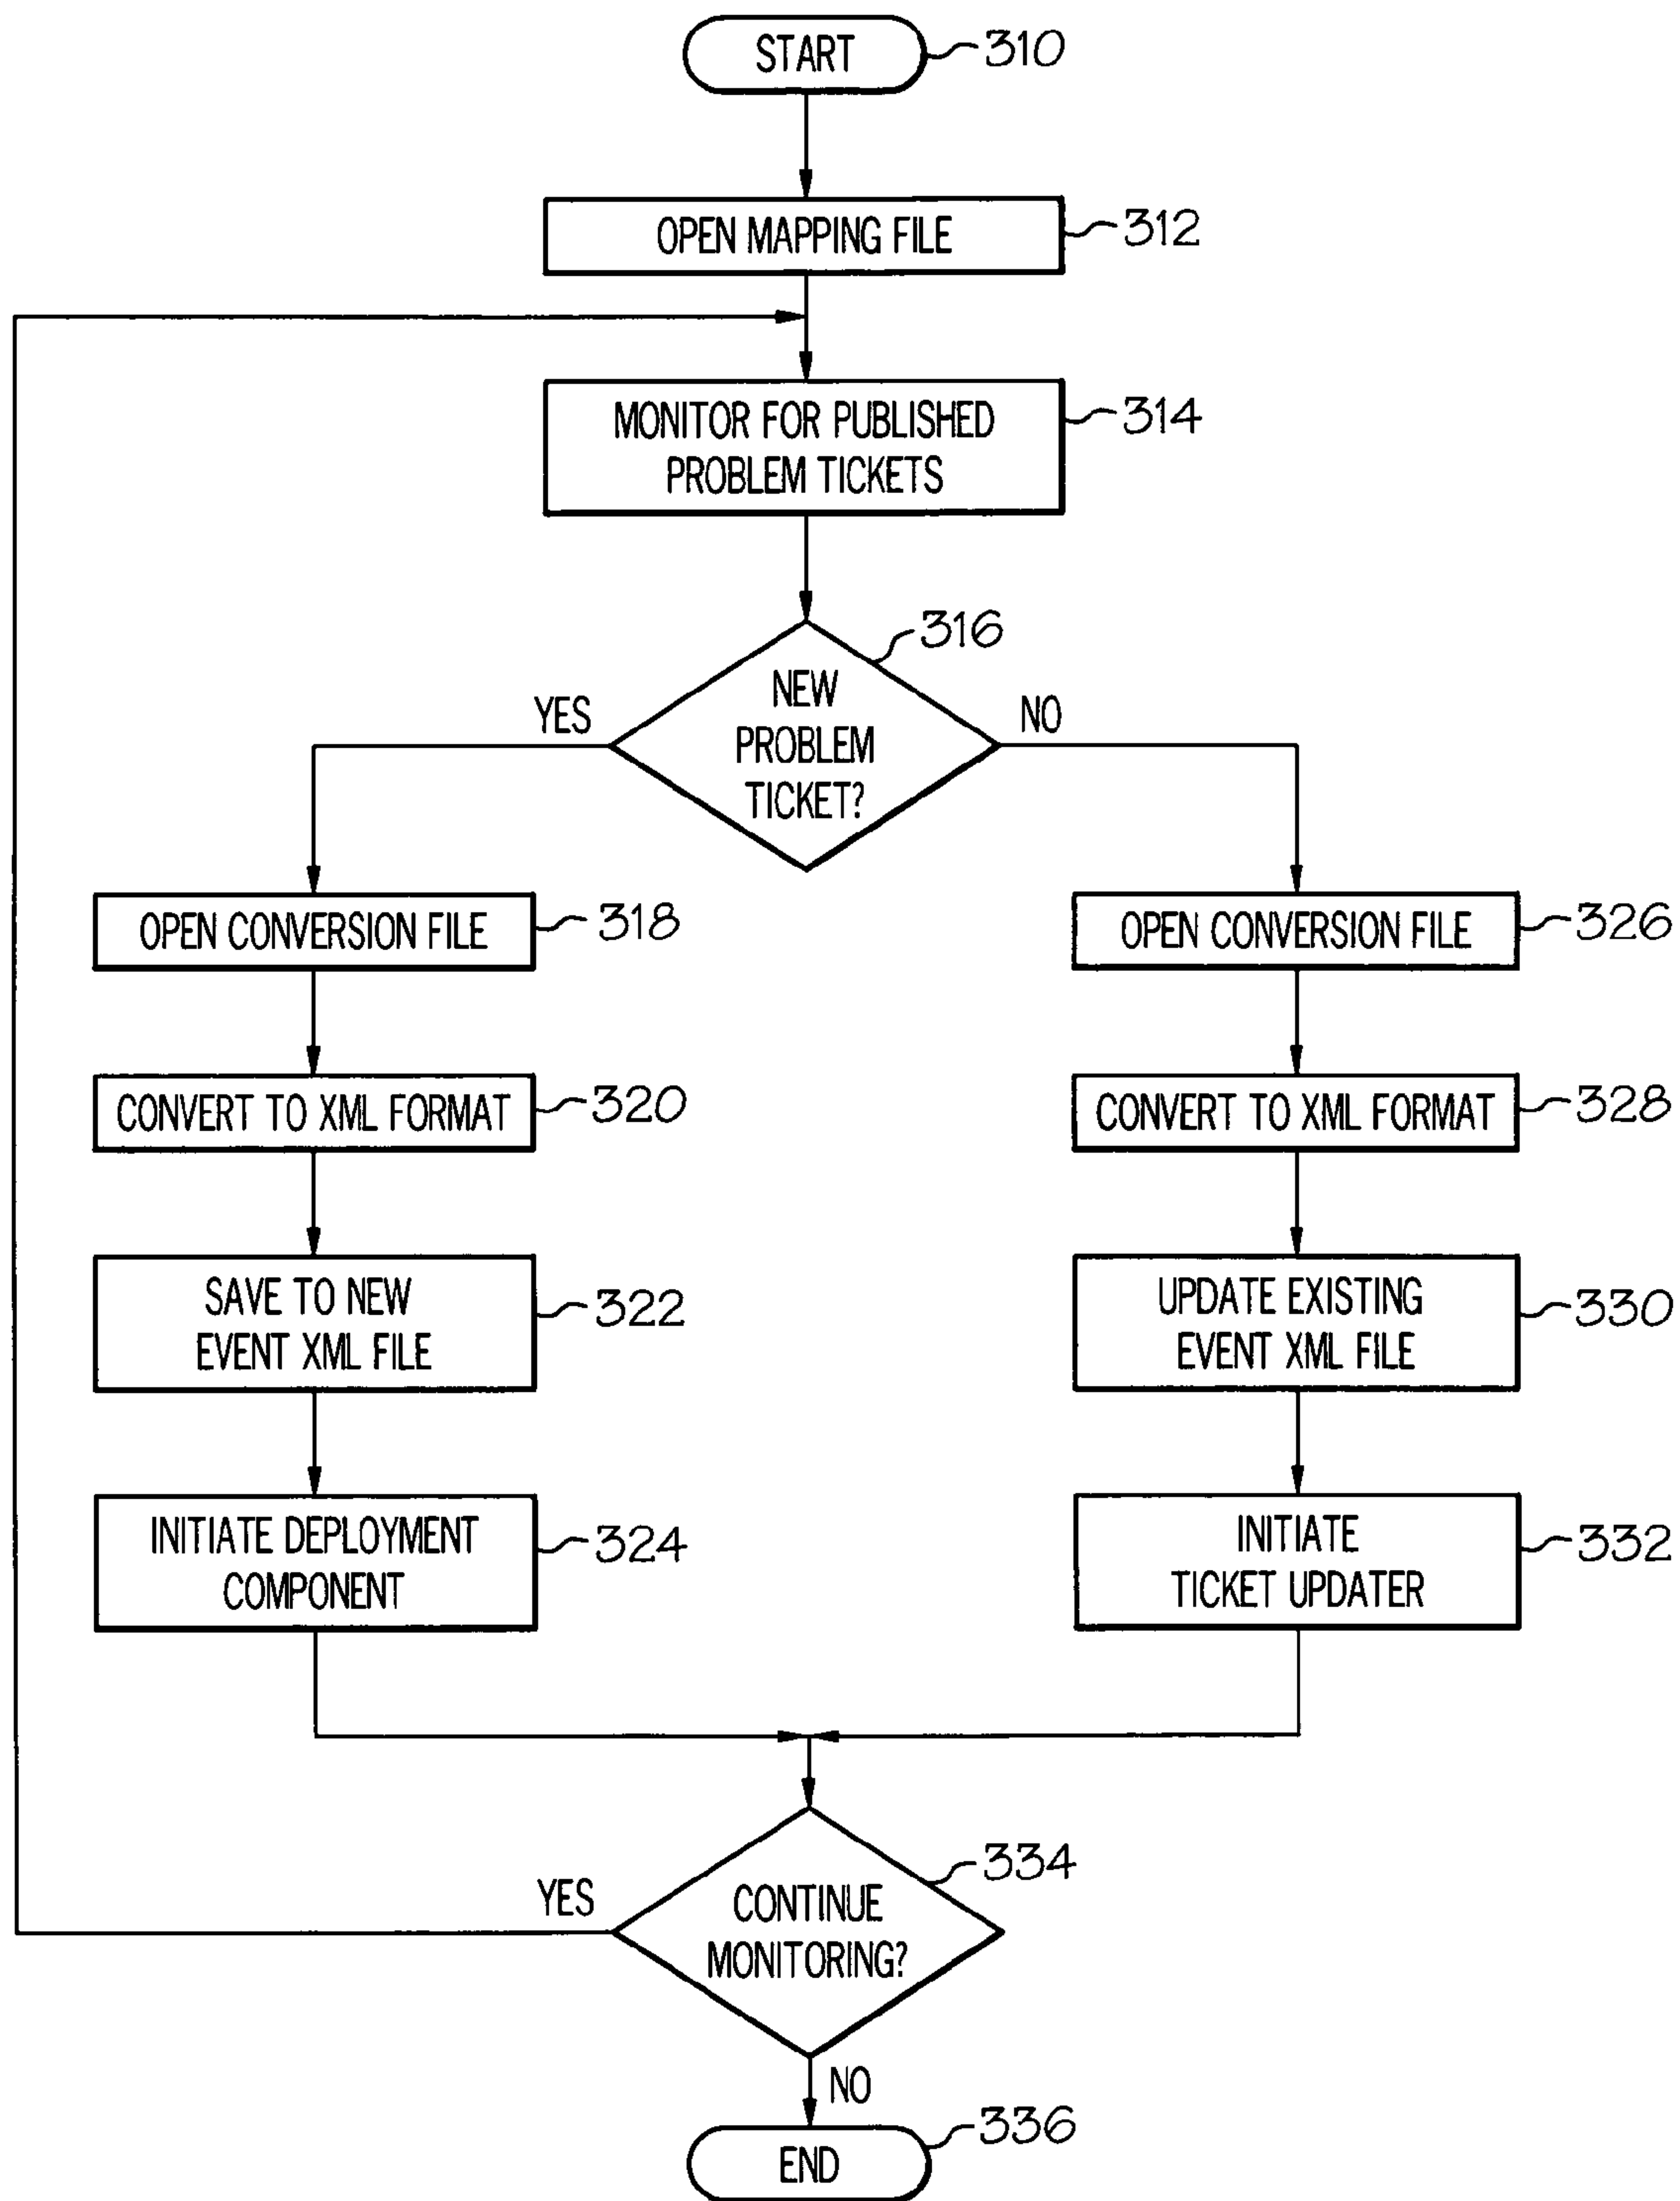 START
310
OPEN MAPPING FILE
312
MONITOR FOR PUBLISHED
PROBLEM TICKETS
314
316
NEW
PROBLEM
TICKET?
YES
NO
OPEN CONVERSION FILE
318
OPEN CONVERSION FILE
326
CONVERT TO XML FORMAT
320
CONVERT TO XML FORMAT
328
SAVE TO NEW
EVENT XML FILE
322
UPDATE EXISTING
EVENT XML FILE
330
INITIATE DEPLOYMENT
COMPONENT
324
INITIATE
TICKET UPDATER
332
334
YES
CONTINUE
MONITORING?
NO
336
END